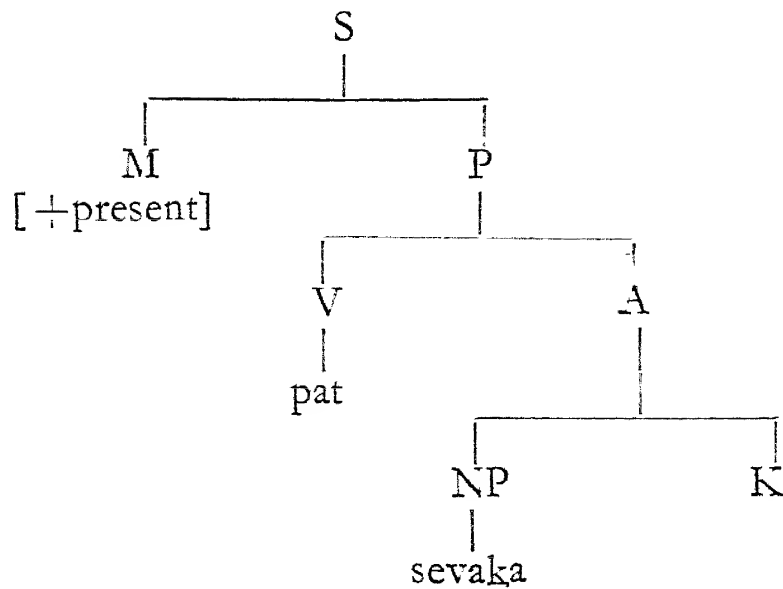 S
M P
[+present]
V A
pat
NP K
sevaka